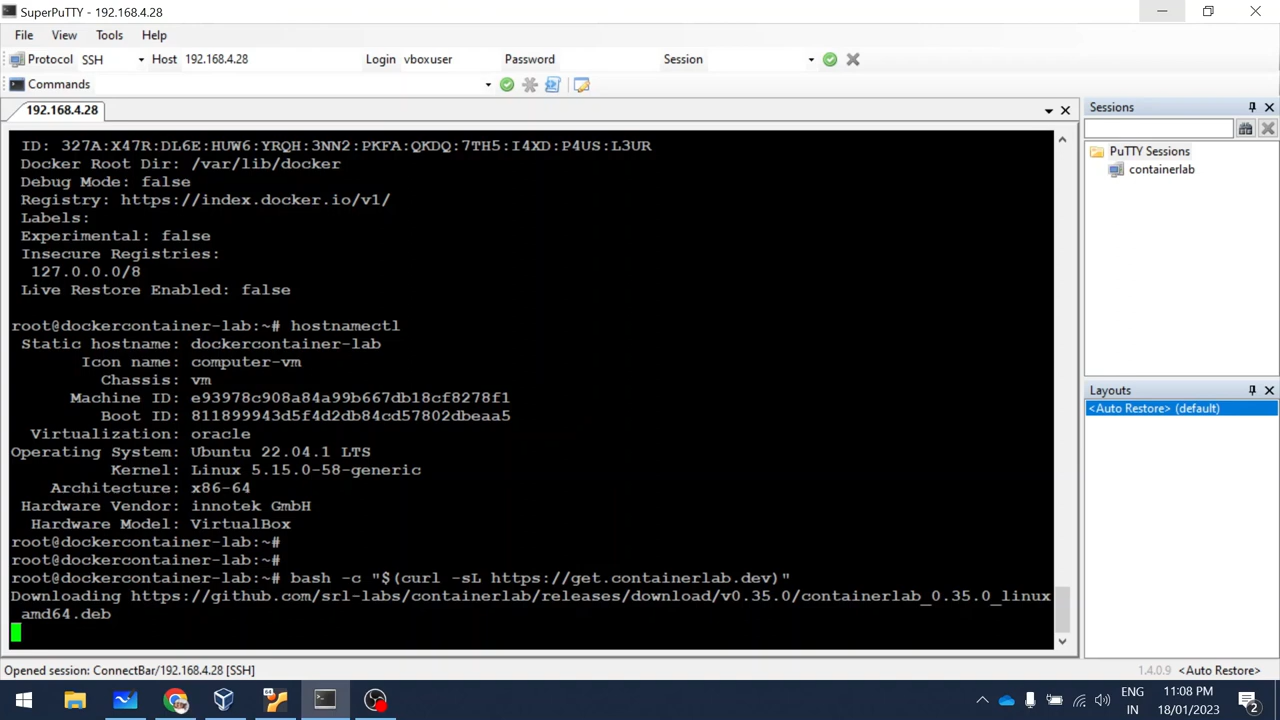 SuperPuTTY - 192.168.4.28
File View Tools Help
Protocol SSH Host 192.168.4.28 Login vboxuser Password Session
Commands
192.168.4.28
ID: 327A:X47R:DL6E:HUW6:YRQH:3NN2:PKFA:QKDQ:7TH5:I4XD:P4US:L3UR
Docker Root Dir: /var/lib/docker
Debug Mode: false
Registry: https://index.docker.io/v1/
Labels:
Experimental: false
Insecure Registries:
127.0.0.0/8
Live Restore Enabled: false
root@dockercontainer-lab:~# hostnamectl
Static hostname: dockercontainer-lab
Icon name: computer-vm
Chassis: vm
Machine ID: e93978c908a84a99b667db18cf8278f1
Boot ID: 811899943d5f4d2db84cd57802dbeaa5
Virtualization: oracle
Operating System: Ubuntu 22.04.1 LTS
Kernel: Linux 5.15.0-58-generic
Architecture: x86-64
Hardware Vendor: innotek GmbH
Hardware Model: VirtualBox
root@dockercontainer-lab:~#
root@dockercontainer-lab:~#
root@dockercontainer-lab:~# bash -c "$(curl -sL https://get.containerlab.dev)"
Downloading https://github.com/srl-labs/containerlab/releases/download/v0.35.0/containerlab_0.35.0_linux
amd64.deb
Sessions
PuTTY Sessions
containerlab
Layouts
<Auto Restore> (default)
Opened session: ConnectBar/192.168.4.28 [SSH]
1.4.0.9 <Auto Restore>
ENG
IN
11:08 PM
18/01/2023
2